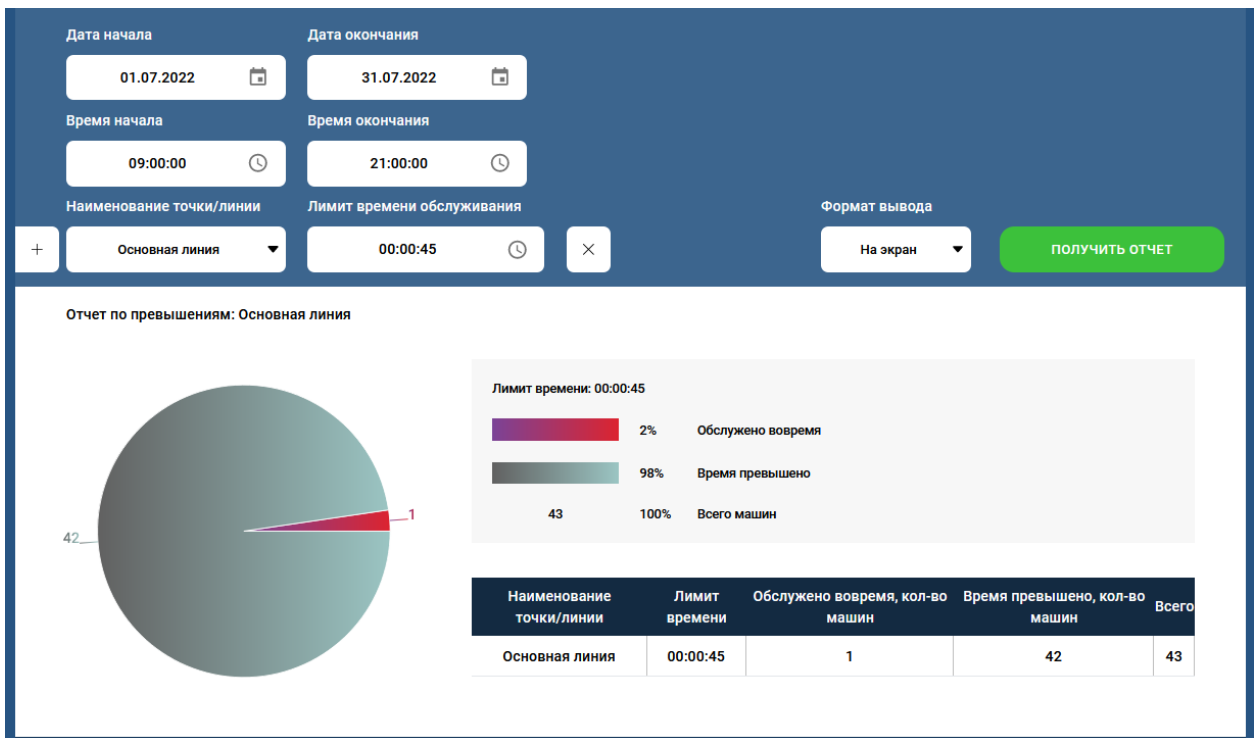 Дата начала
Дата окончания
01.07.2022
31.07.2022
Время начала
Время окончания
09:00:00
21:00:00
Наименование точки/линии
Лимит времени обслуживания
Формат вывода
+
Основная линия
00:00:45
×
На экран
ПОЛУЧИТЬ ОТЧЕТ
Отчет по превышениям: Основная линия
42
1
Лимит времени: 00:00:45
2% Обслужено вовремя
98% Время превышено
43 100% Всего машин
Наименование точки/линии
Лимит времени
Обслужено вовремя, кол-во машин
Время превышено, кол-во машин
Всего
Основная линия 00:00:45 1 42 43